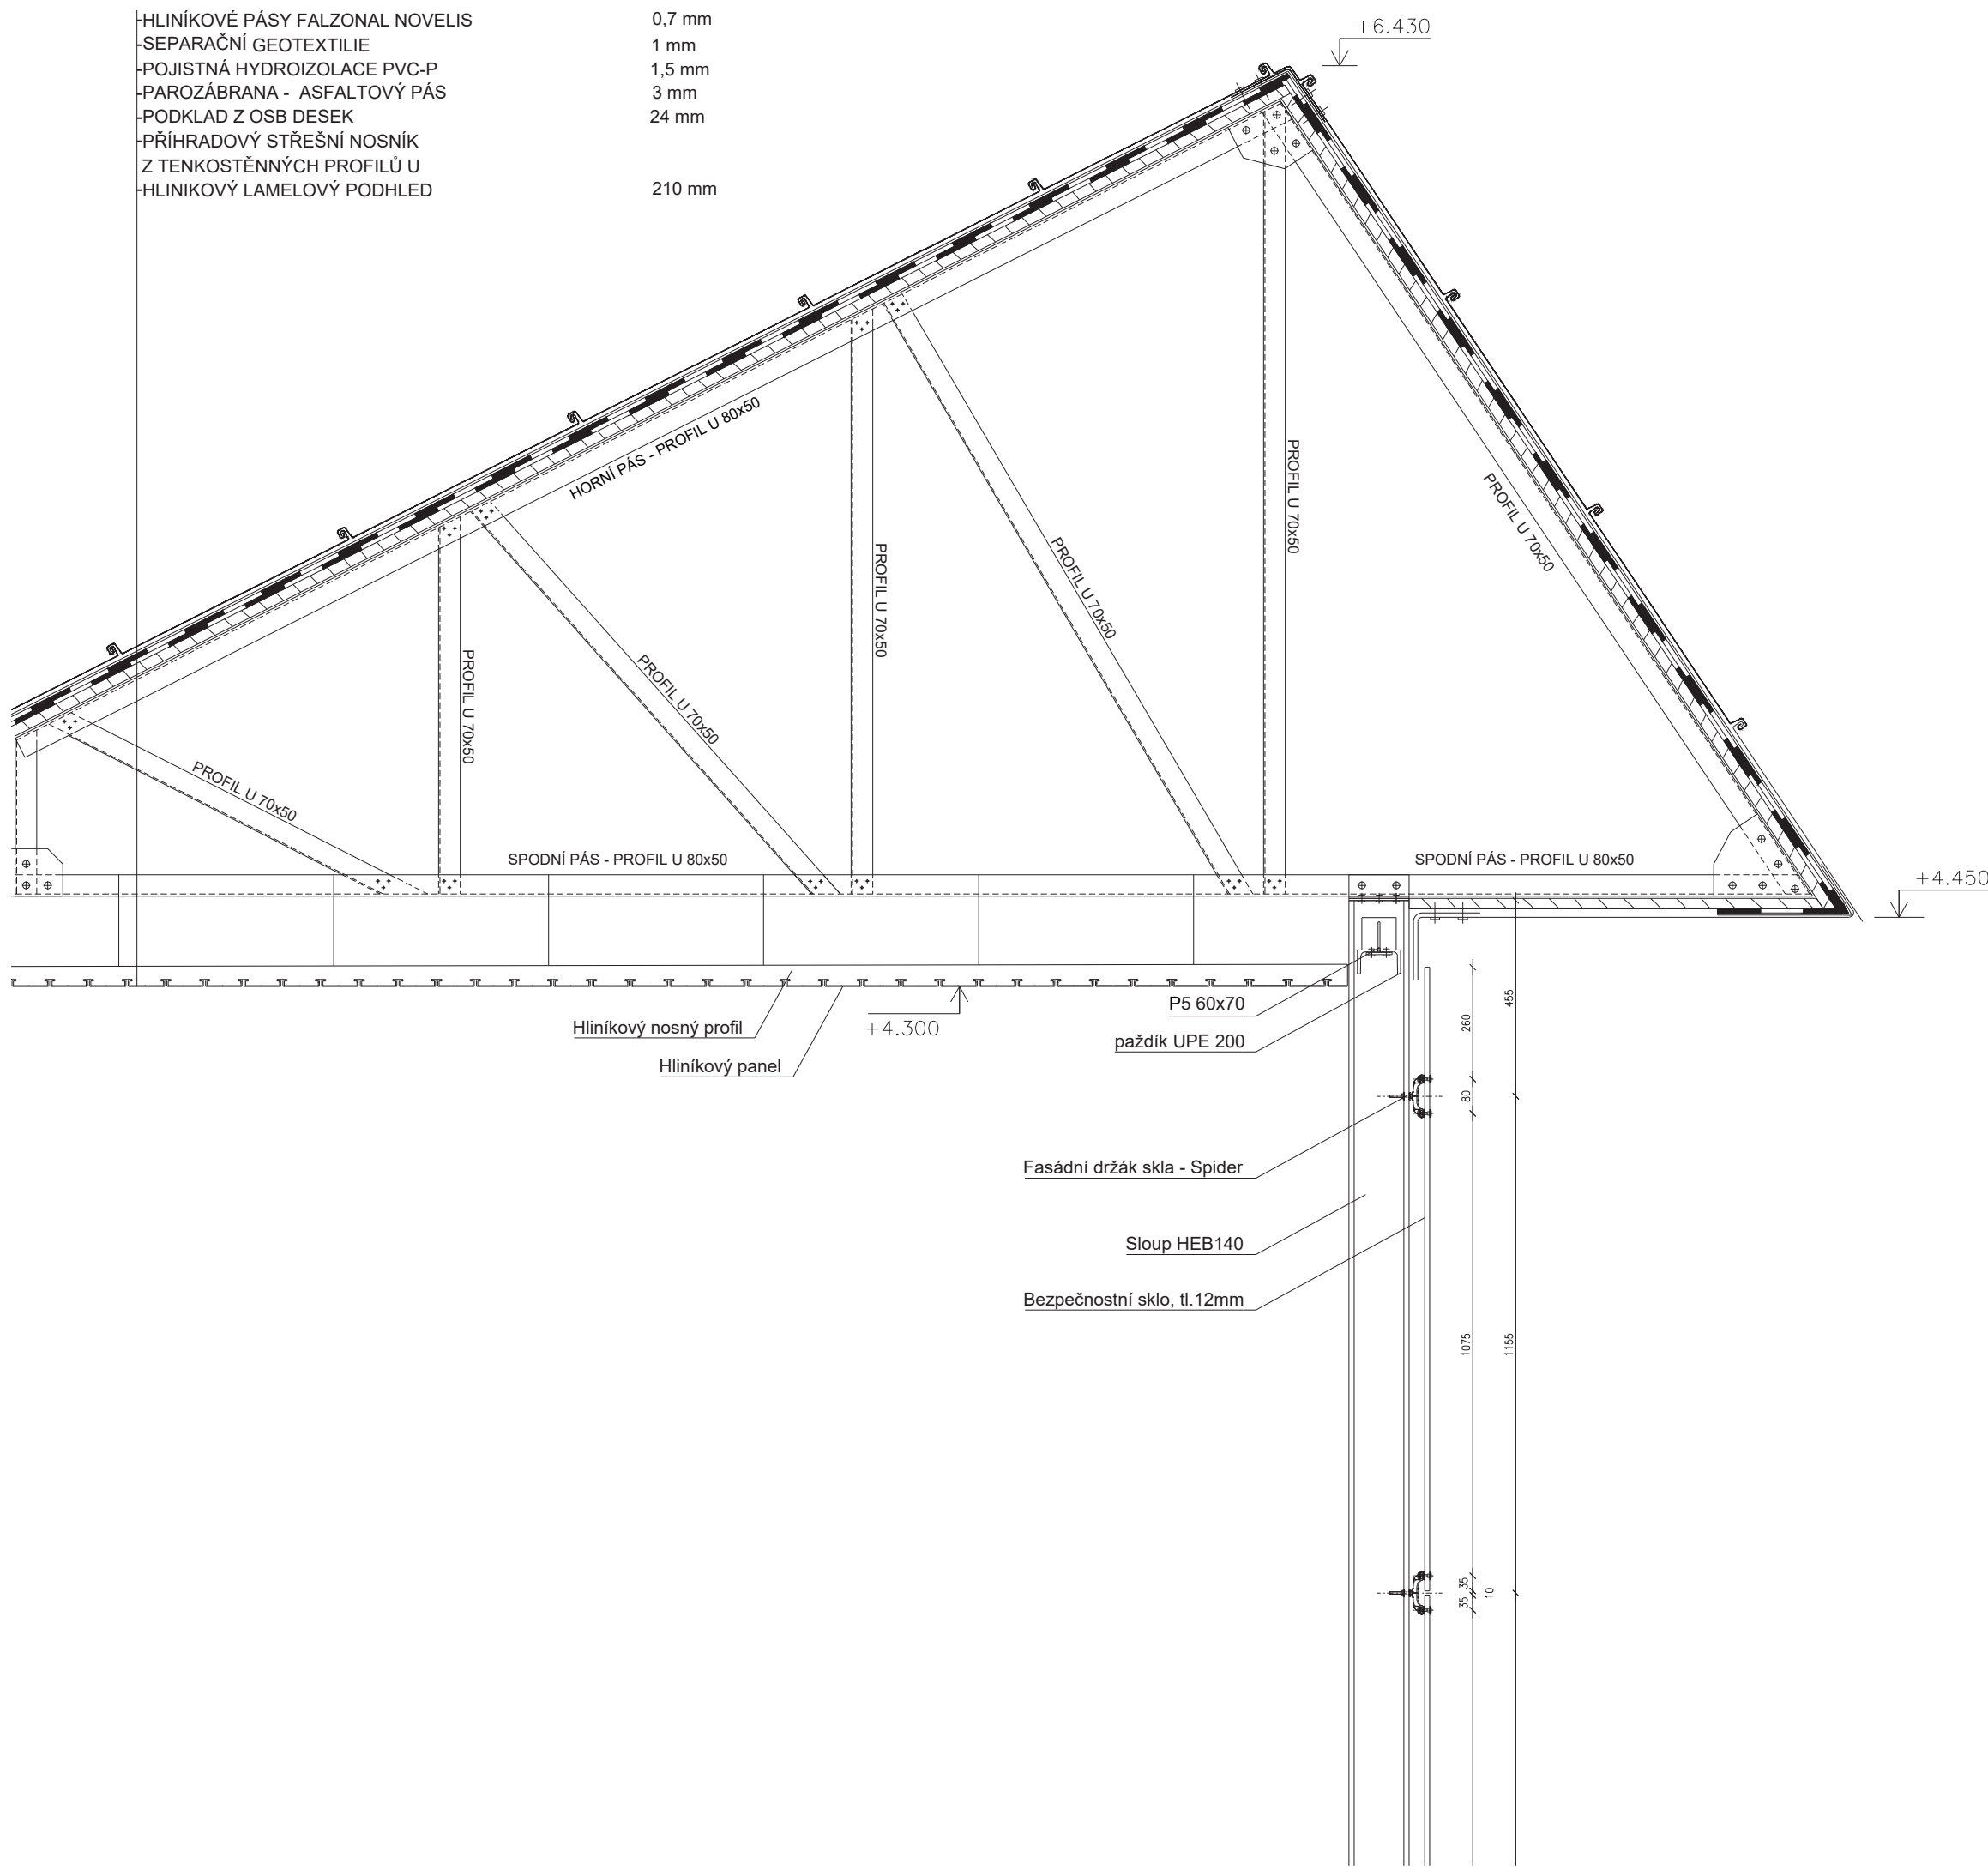 -HLINÍKOVÉ PÁSY FALZONAL NOVELIS 0,7 mm
-SEPARAČNÍ GEOTEXTILIE 1 mm
-POJISTNÁ HYDROIZOLACE PVC-P 1,5 mm
-PAROZÁBRANA - ASFALTOVÝ PÁS 3 mm
-PODKLAD Z OSB DESEK 24 mm
-PŘÍHRADOVÝ STŘEŠNÍ NOSNÍK
Z TENKOSTĚNNÝCH PROFILŮ U
-HLINIKOVÝ LAMELOVÝ PODHLED 210 mm
+6.430
HORNÍ PÁS - PROFIL U 80x50
PROFIL U 70x50
PROFIL U 70x50
PROFIL U 70x50
PROFIL U 70x50
PROFIL U 70x50
PROFIL U 70x50
PROFIL U 70x50
SPODNÍ PÁS - PROFIL U 80x50
SPODNÍ PÁS - PROFIL U 80x50
+4.450
+4.300
Hliníkový nosný profil
Hliníkový panel
P5 60x70
paždík UPE 200
Fasádní držák skla - Spider
Sloup HEB140
Bezpečnostní sklo, tl.12mm
455
260
80
1075
1155
35
10
35